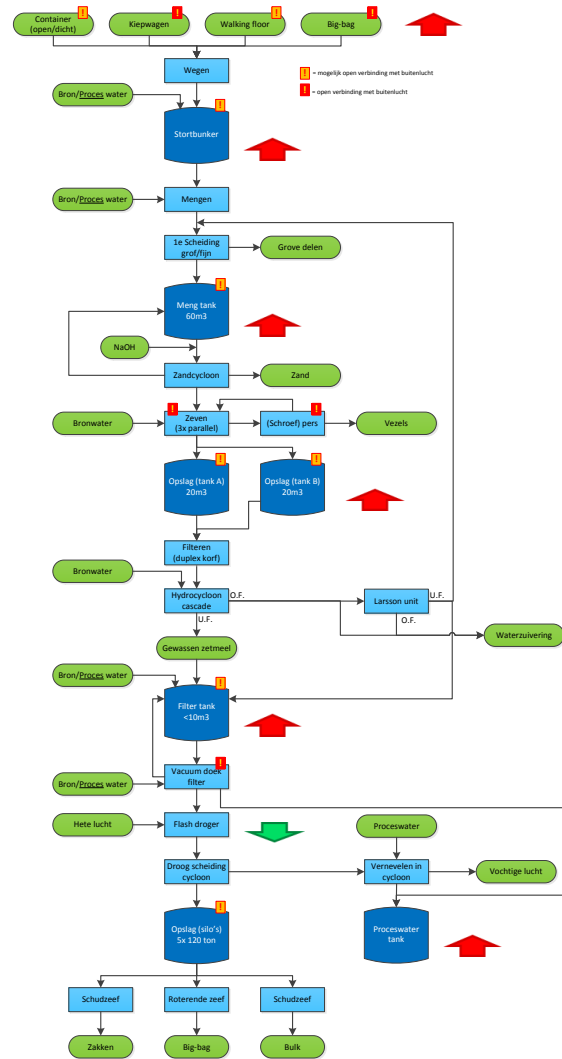 Container
(open/dicht)
!
Kiepwagen
!
Walking floor
!
Big-bag
!
Wegen
! = mogelijk open verbinding met buitenlucht
! = open verbinding met buitenlucht
Bron/Proces water
!
Stortbunker
Bron/Proces water
Mengen
1e Scheiding
grof/fijn
Grove delen
!
Meng tank
60m3
NaOH
Zandcycloon
Zand
!
!
Bronwater
Zeven
(3x parallel)
(Schroef) pers
Vezels
!
!
Opslag (tank A)
20m3
Opslag (tank B)
20m3
Filteren
(duplex korf)
Bronwater
Hydrocycloon
cascade
O.F.
U.F.
Larsson unit
U.F.
O.F.
Waterzuivering
Gewassen zetmeel
Bron/Proces water
!
Filter tank
<10m3
!
Vacuum doek
filter
Bron/Proces water
Hete lucht
Flash droger
Proceswater
Droog scheiding
cycloon
Vernevelen in
cycloon
Vochtige lucht
!
Opslag (silo's)
5x 120 ton
Proceswater
tank
Schudzeef
Roterende zeef
Schudzeef
Zakken
Big-bag
Bulk